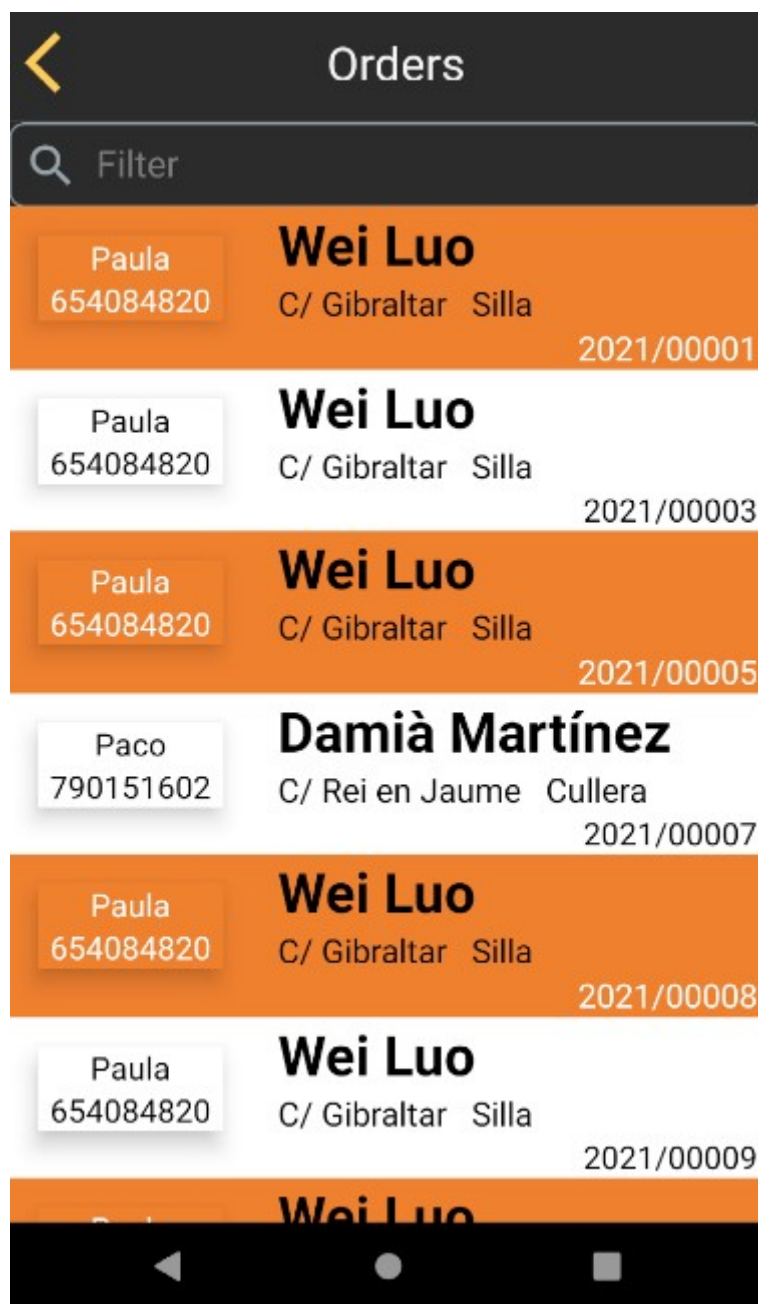 Orders
Filter
Paula
654084820
Wei Luo
C/ Gibraltar Silla
2021/00001
Paula
654084820
Wei Luo
C/ Gibraltar Silla
2021/00003
Paula
654084820
Wei Luo
C/ Gibraltar Silla
2021/00005
Paco
790151602
Damià Martínez
C/ Rei en Jaume Cullera
2021/00007
Paula
654084820
Wei Luo
C/ Gibraltar Silla
2021/00008
Paula
654084820
Wei Luo
C/ Gibraltar Silla
2021/00009
Wei Luo